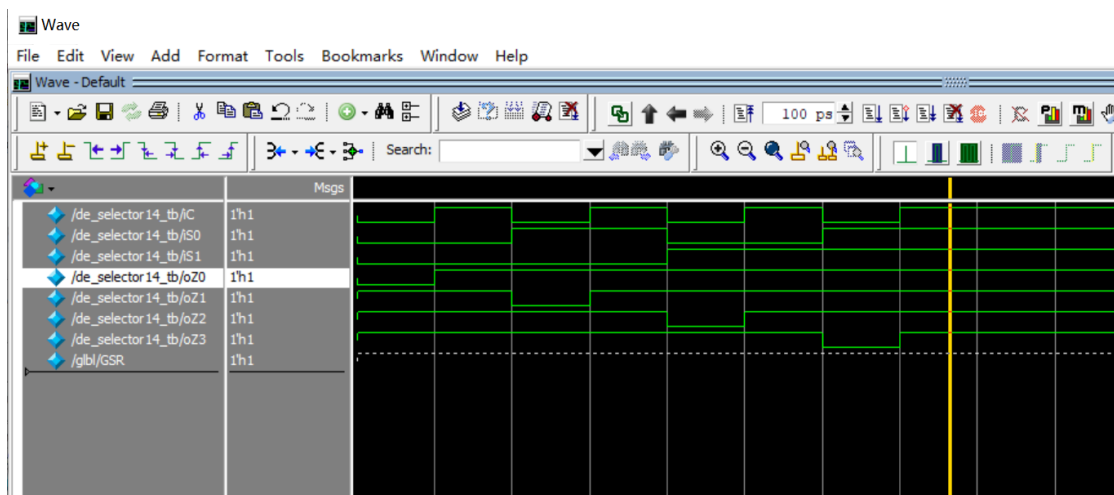 Wave
File Edit View Add Format Tools Bookmarks Window Help
Wave - Default
100 ps
Search:
Msgs
/de_selector14_tb/iC 1'h1
/de_selector14_tb/iS0 1'h1
/de_selector14_tb/iS1 1'h1
/de_selector14_tb/oZ0 1'h1
/de_selector14_tb/oZ1 1'h1
/de_selector14_tb/oZ2 1'h1
/de_selector14_tb/oZ3 1'h1
/glbl/GSR 1'h1